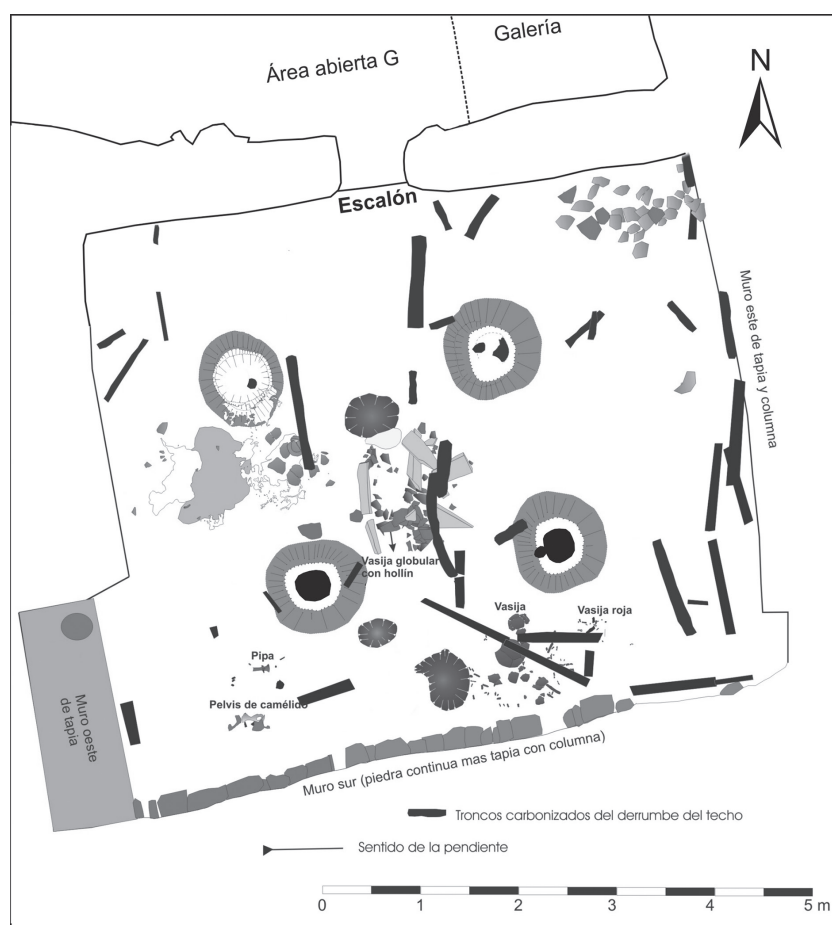 Galería
Área abierta G
N
Escalón
Muro este de tapia y columna
Vasija globular
con hollín
Vasija
Vasija roja
Pipa
Pelvis de camélido
Muro oeste
de tapia
Muro sur (piedra continua mas tapia con columna)
Troncos carbonizados del derrumbe del techo
Sentido de la pendiente
0 1 2 3 4 5 m